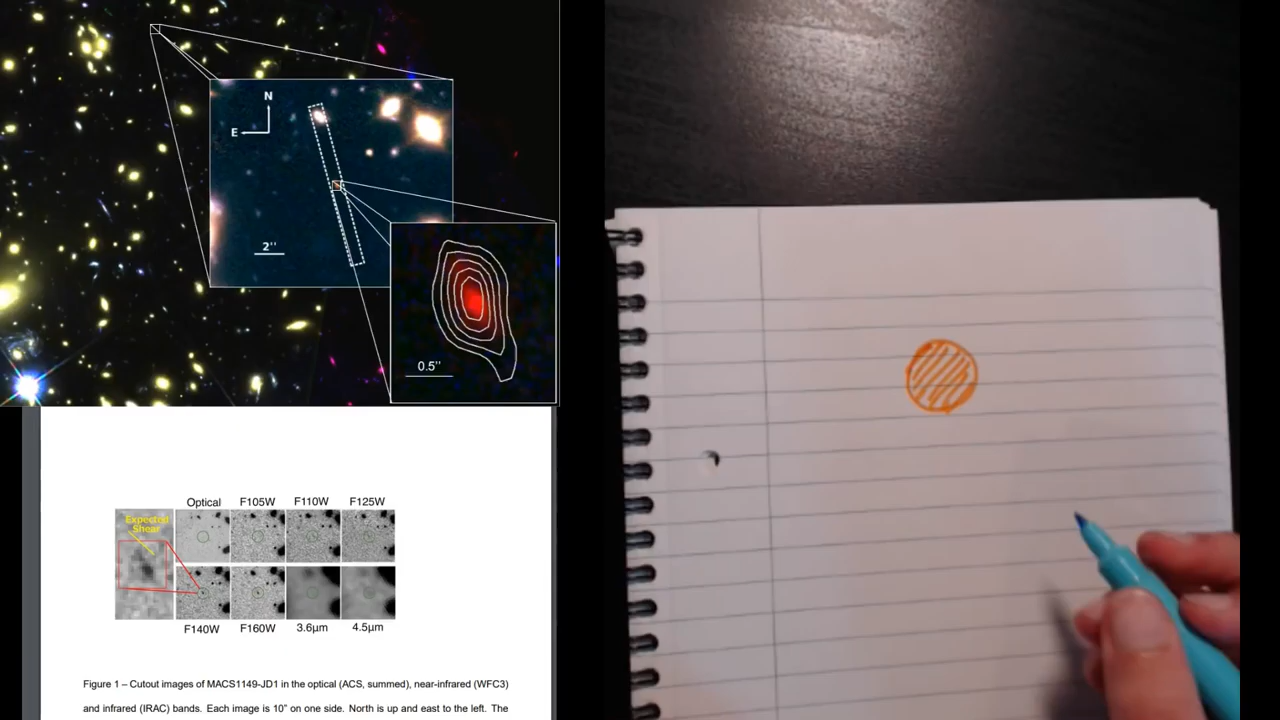 N
E
2''
0.5''
Optical F105W F110W F125W
Expected
Shear
F140W F160W 3.6μm 4.5μm
Figure 1 – Cutout images of MACS1149-JD1 in the optical (ACS, summed), near-infrared (WFC3)
and infrared (IRAC) bands. Each image is 10” on one side. North is up and east to the left. The